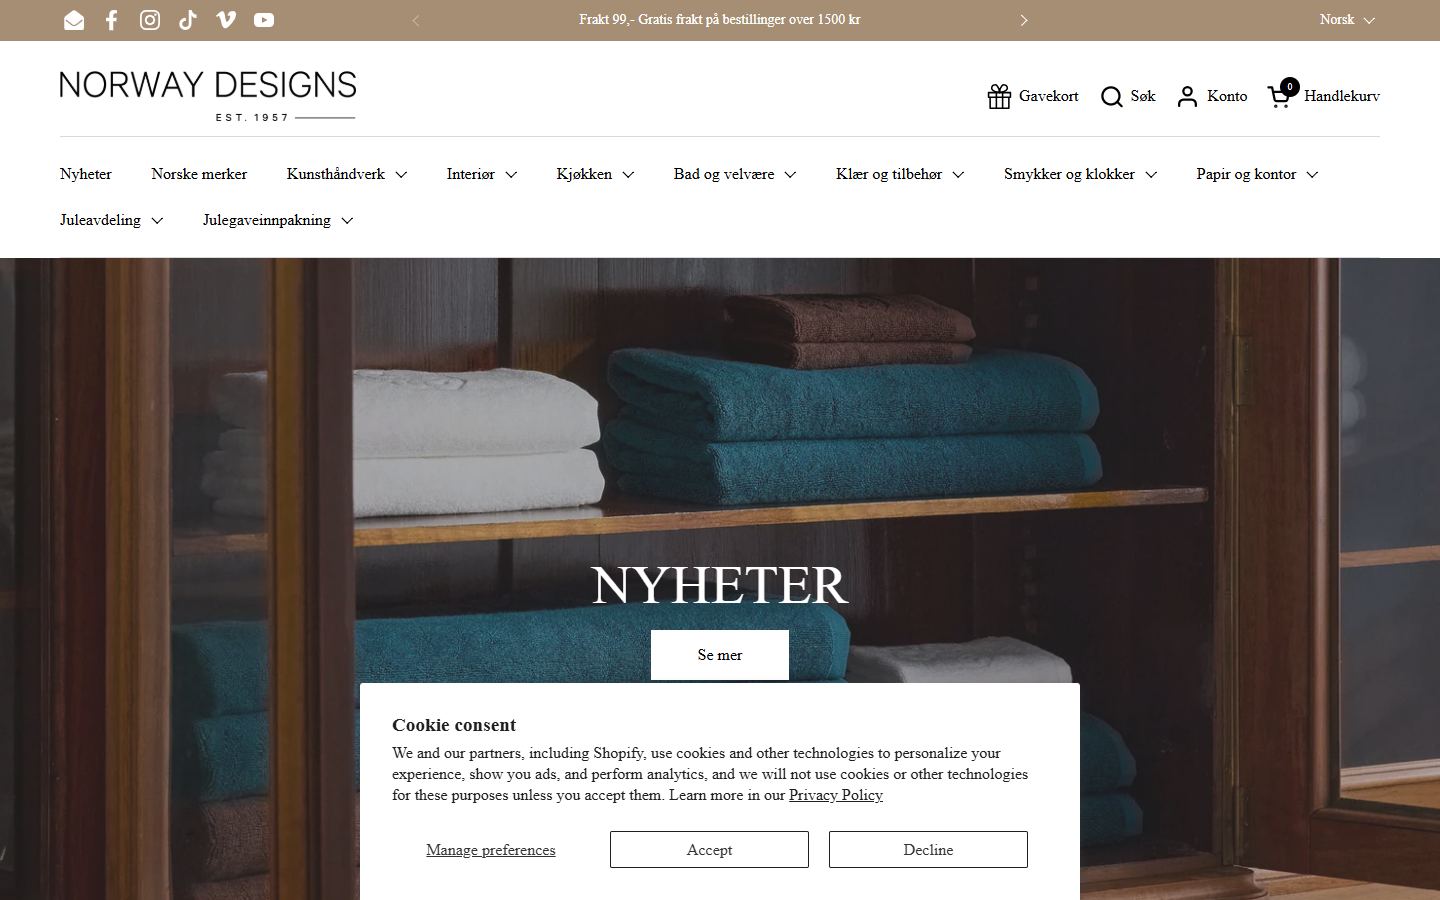 Frakt 99,- Gratis frakt på bestillinger over 1500 kr
Norsk
NORWAY DESIGNS
EST. 1957
Gavekort
Søk
Konto
0
Handlekurv
Nyheter
Norske merker
Kunsthåndverk
Interiør
Kjøkken
Bad og velvære
Klær og tilbehør
Smykker og klokker
Papir og kontor
Juleavdeling
Julegaveinnpakning
NYHETER
Se mer
Cookie consent
We and our partners, including Shopify, use cookies and other technologies to personalize your
experience, show you ads, and perform analytics, and we will not use cookies or other technologies
for these purposes unless you accept them. Learn more in our Privacy Policy
Manage preferences
Accept
Decline